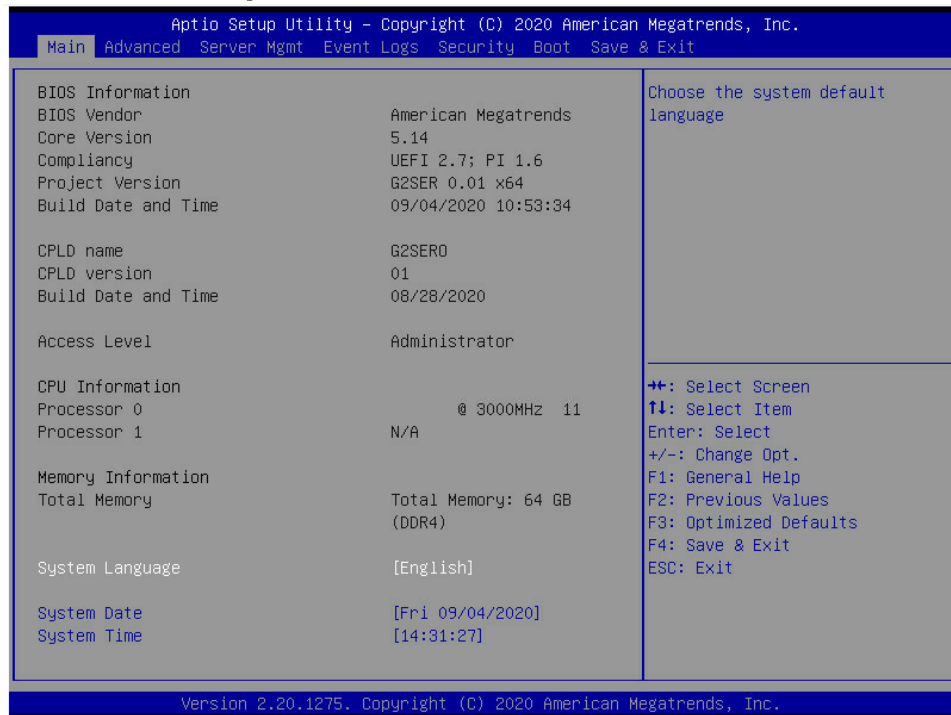 Aptio Setup Utility – Copyright (C) 2020 American Megatrends, Inc.
Main Advanced Server Mgmt Event Logs Security Boot Save & Exit
BIOS Information
BIOS Vendor American Megatrends
Core Version 5.14
Compliancy UEFI 2.7; PI 1.6
Project Version G2SER 0.01 x64
Build Date and Time 09/04/2020 10:53:34
CPLD name G2SERO
CPLD version 01
Build Date and Time 08/28/2020
Access Level Administrator
CPU Information
Processor 0 @ 3000MHz 11
Processor 1 N/A
Memory Information
Total Memory Total Memory: 64 GB
(DDR4)
System Language [English]
System Date [Fri 09/04/2020]
System Time [14:31:27]
Choose the system default
language
→←: Select Screen
↑↓: Select Item
Enter: Select
+/-: Change Opt.
F1: General Help
F2: Previous Values
F3: Optimized Defaults
F4: Save & Exit
ESC: Exit
Version 2.20.1275. Copyright (C) 2020 American Megatrends, Inc.